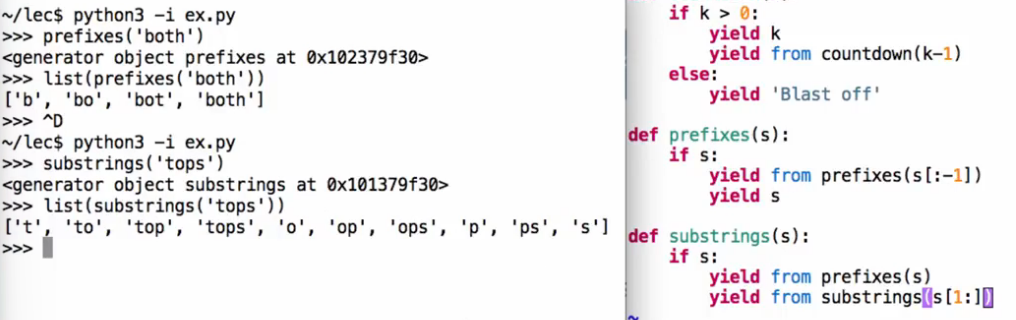 ~/lec$ python3 -i ex.py
>>> prefixes('both')
<generator object prefixes at 0x102379f30>
>>> list(prefixes('both'))
['b', 'bo', 'bot', 'both']
>>> ^D
~/lec$ python3 -i ex.py
>>> substrings('tops')
<generator object substrings at 0x101379f30>
>>> list(substrings('tops'))
['t', 'to', 'top', 'tops', 'o', 'op', 'ops', 'p', 'ps', 's']
>>>
if k > 0:
yield k
yield from countdown(k-1)
else:
yield 'Blast off'
def prefixes(s):
if s:
yield from prefixes(s[:-1])
yield s
def substrings(s):
if s:
yield from prefixes(s)
yield from substrings(s[1:])
~